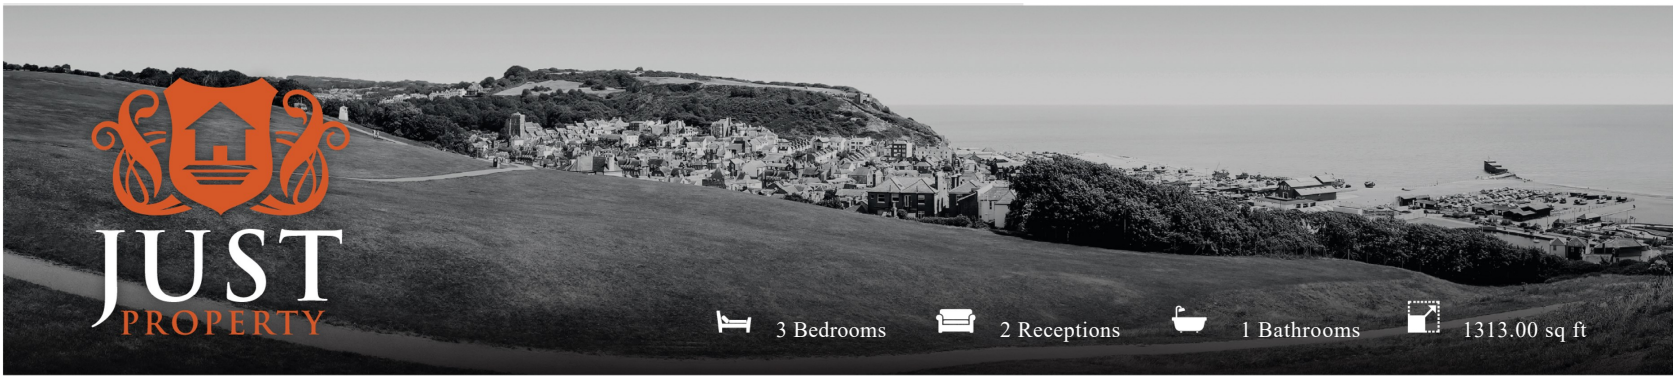 JUST
PROPERTY
3 Bedrooms
2 Receptions
1 Bathrooms
1313.00 sq ft